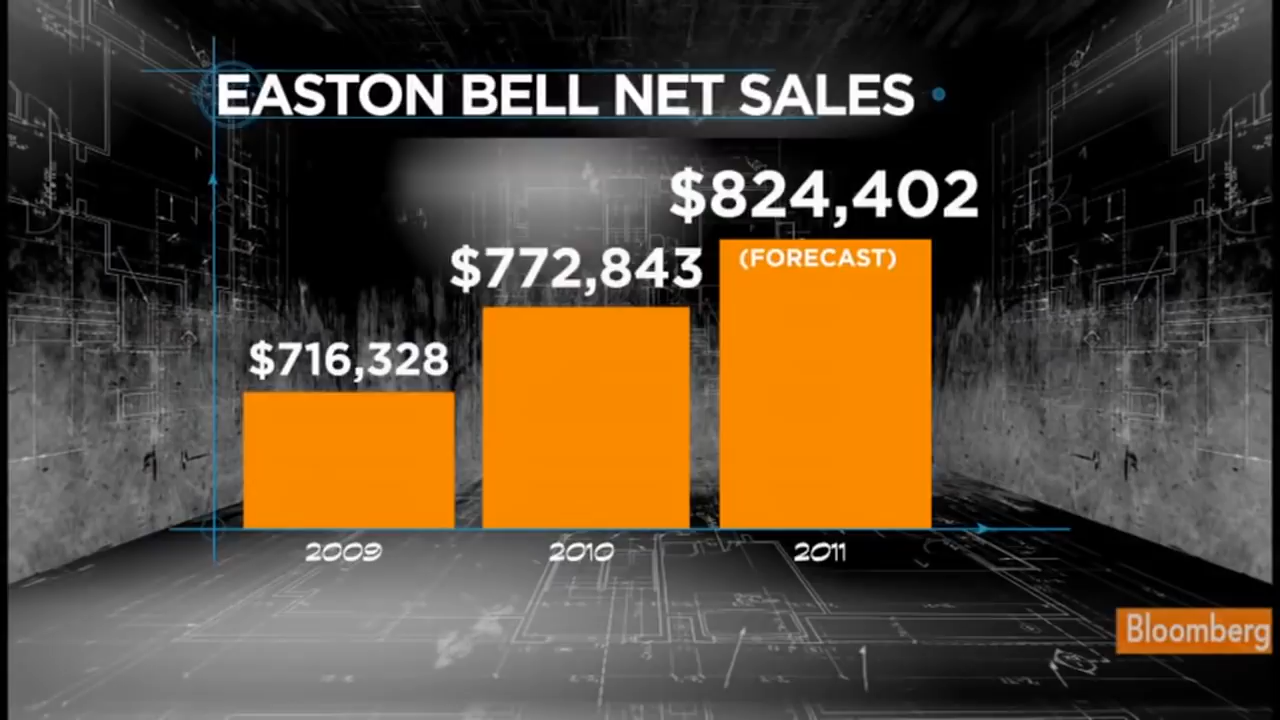 EASTON BELL NET SALES
$824,402
$772,843
(FORECAST)
$716,328
2009 2010 2011
Bloomberg